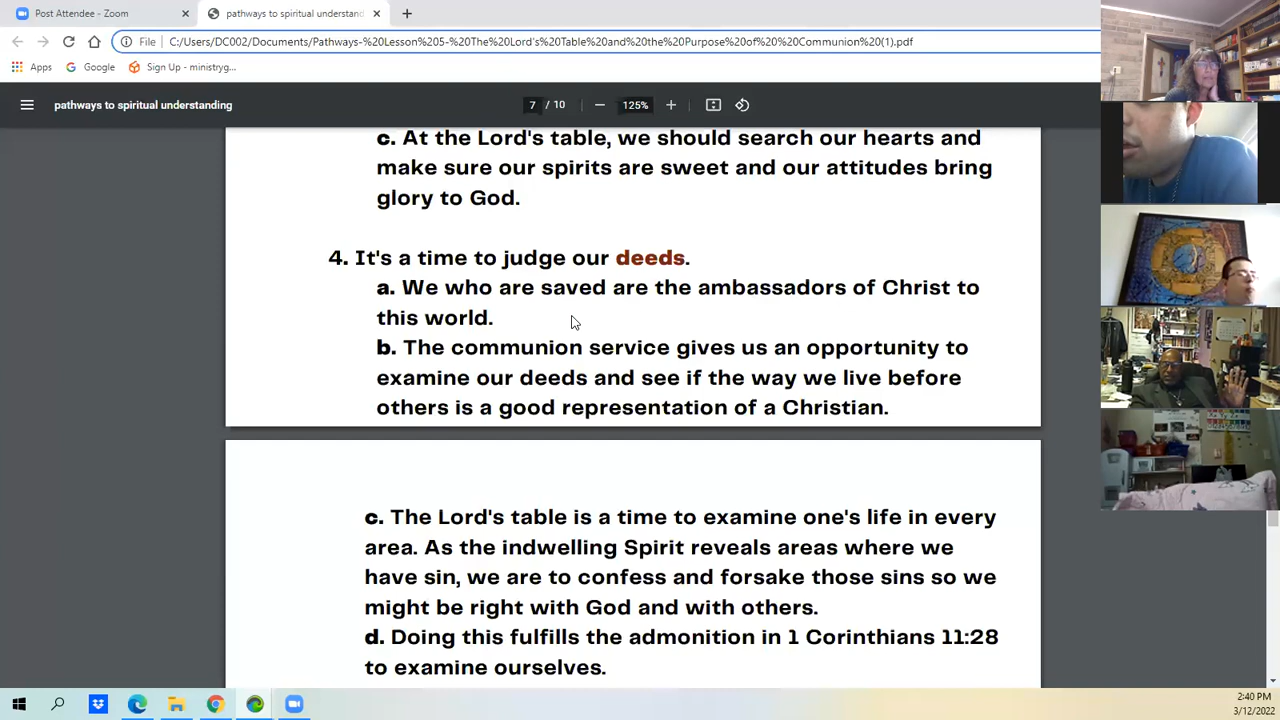 Post Attendee - Zoom
pathways to spiritual understand
File
C:/Users/DC002/Documents/Pathways-%20Lesson%205-%20The%20Lord's%20Table%20and%20the%20Purpose%20of%20%20Communion%20(1).pdf
Apps
Google
Sign Up - ministryg...
pathways to spiritual understanding
7 / 10
125%
c. At the Lord's table, we should search our hearts and
make sure our spirits are sweet and our attitudes bring
glory to God.
4. It's a time to judge our deeds.
a. We who are saved are the ambassadors of Christ to
this world.
b. The communion service gives us an opportunity to
examine our deeds and see if the way we live before
others is a good representation of a Christian.
c. The Lord's table is a time to examine one's life in every
area. As the indwelling Spirit reveals areas where we
have sin, we are to confess and forsake those sins so we
might be right with God and with others.
d. Doing this fulfills the admonition in 1 Corinthians 11:28
to examine ourselves.
2:40 PM
3/12/2022